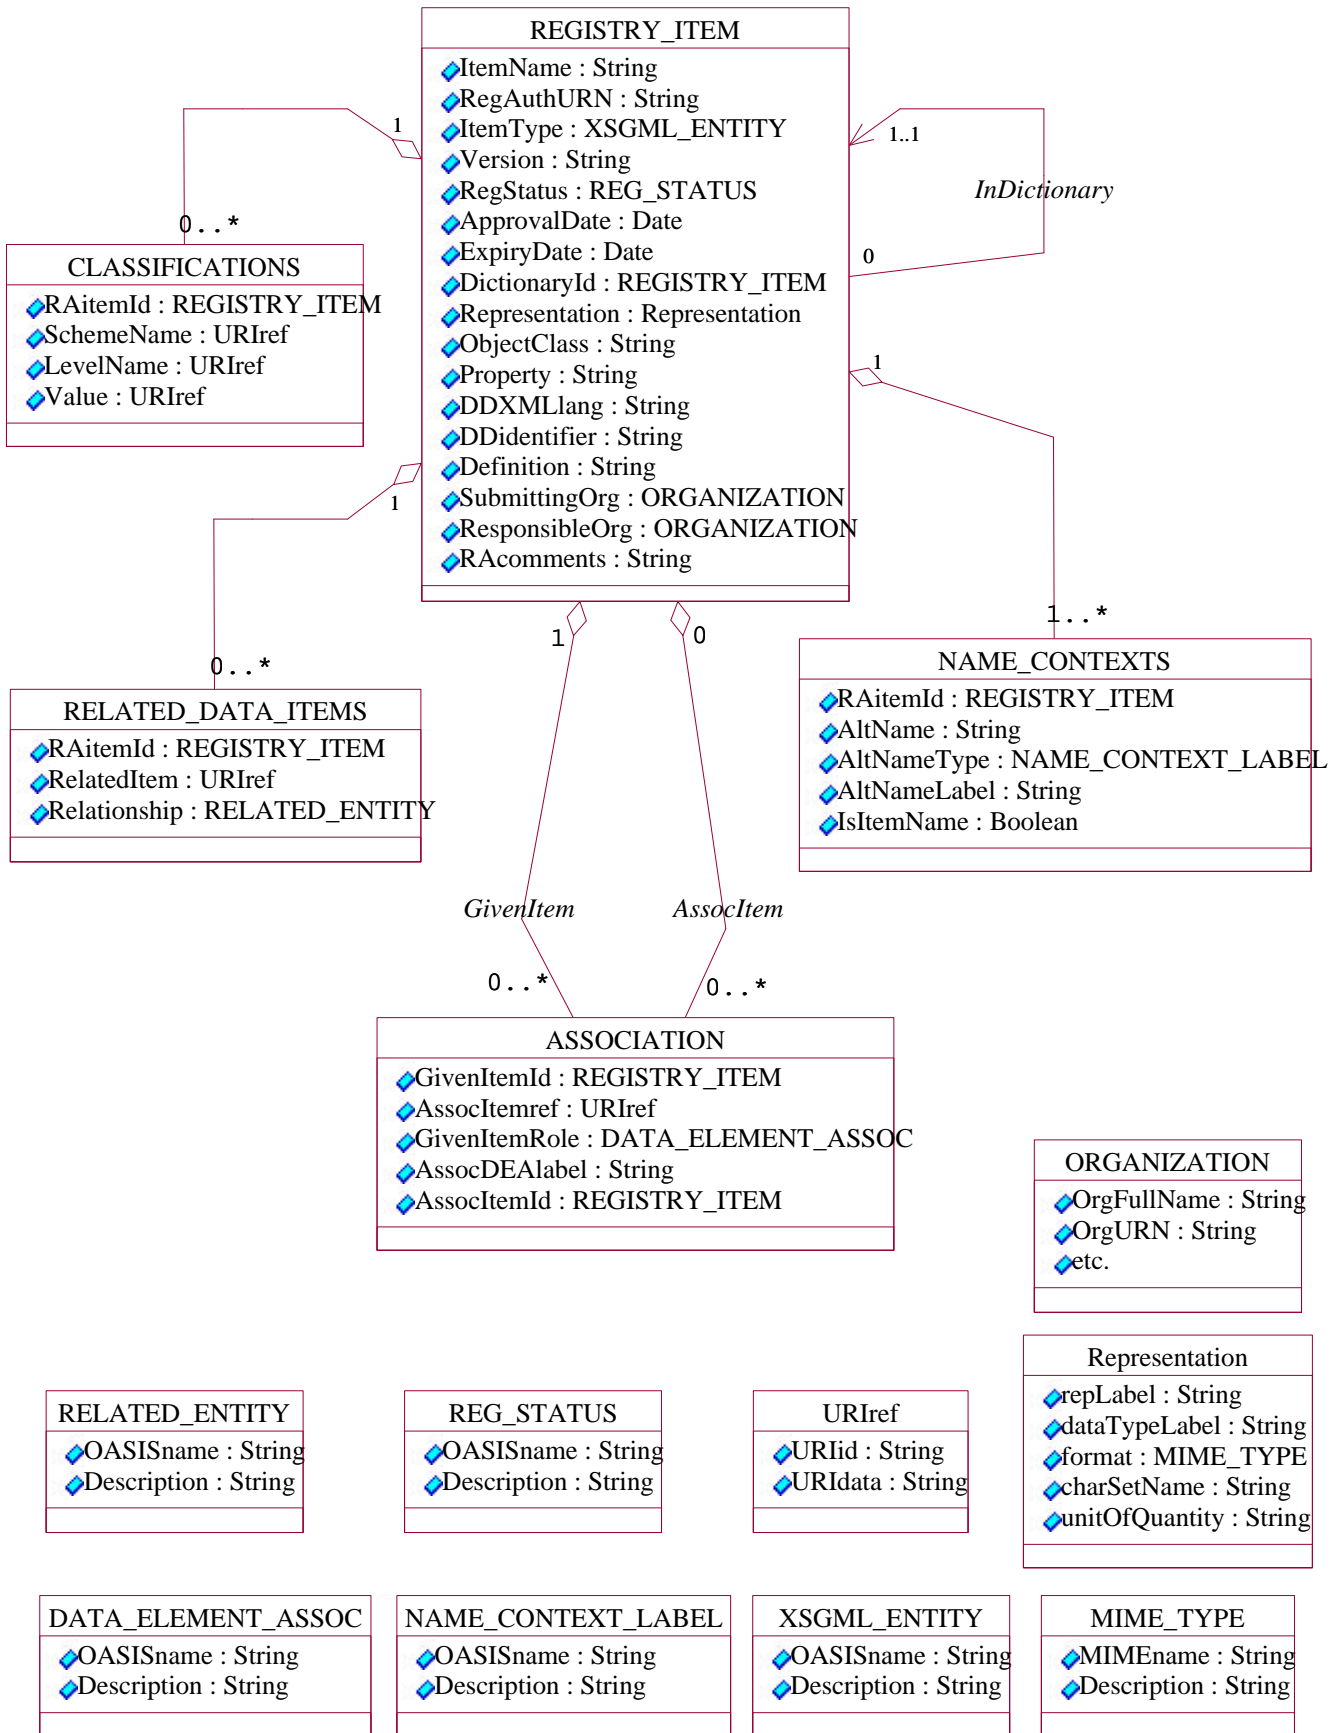 REGISTRY_ITEM
ItemName : String
RegAuthURN : String
ItemType : XSGML_ENTITY
Version : String
RegStatus : REG_STATUS
ApprovalDate : Date
ExpiryDate : Date
DictionaryId : REGISTRY_ITEM
Representation : Representation
ObjectClass : String
Property : String
DDXMLlang : String
DDidentifier : String
Definition : String
SubmittingOrg : ORGANIZATION
ResponsibleOrg : ORGANIZATION
RAcomments : String
1
0..*
1..1
InDictionary
0
CLASSIFICATIONS
RAitemId : REGISTRY_ITEM
SchemeName : URIref
LevelName : URIref
Value : URIref
1
0..*
1
1..*
RELATED_DATA_ITEMS
RAitemId : REGISTRY_ITEM
RelatedItem : URIref
Relationship : RELATED_ENTITY
NAME_CONTEXTS
RAitemId : REGISTRY_ITEM
AltName : String
AltNameType : NAME_CONTEXT_LABEL
AltNameLabel : String
IsItemName : Boolean
1
0
GivenItem
AssocItem
0..*
0..*
ASSOCIATION
GivenItemId : REGISTRY_ITEM
AssocItemref : URIref
GivenItemRole : DATA_ELEMENT_ASSOC
AssocDEAlabel : String
AssocItemId : REGISTRY_ITEM
ORGANIZATION
OrgFullName : String
OrgURN : String
etc.
RELATED_ENTITY
OASISname : String
Description : String
REG_STATUS
OASISname : String
Description : String
URIref
URIid : String
URIdata : String
Representation
repLabel : String
dataTypeLabel : String
format : MIME_TYPE
charSetName : String
unitOfQuantity : String
DATA_ELEMENT_ASSOC
OASISname : String
Description : String
NAME_CONTEXT_LABEL
OASISname : String
Description : String
XSGML_ENTITY
OASISname : String
Description : String
MIME_TYPE
MIMEname : String
Description : String